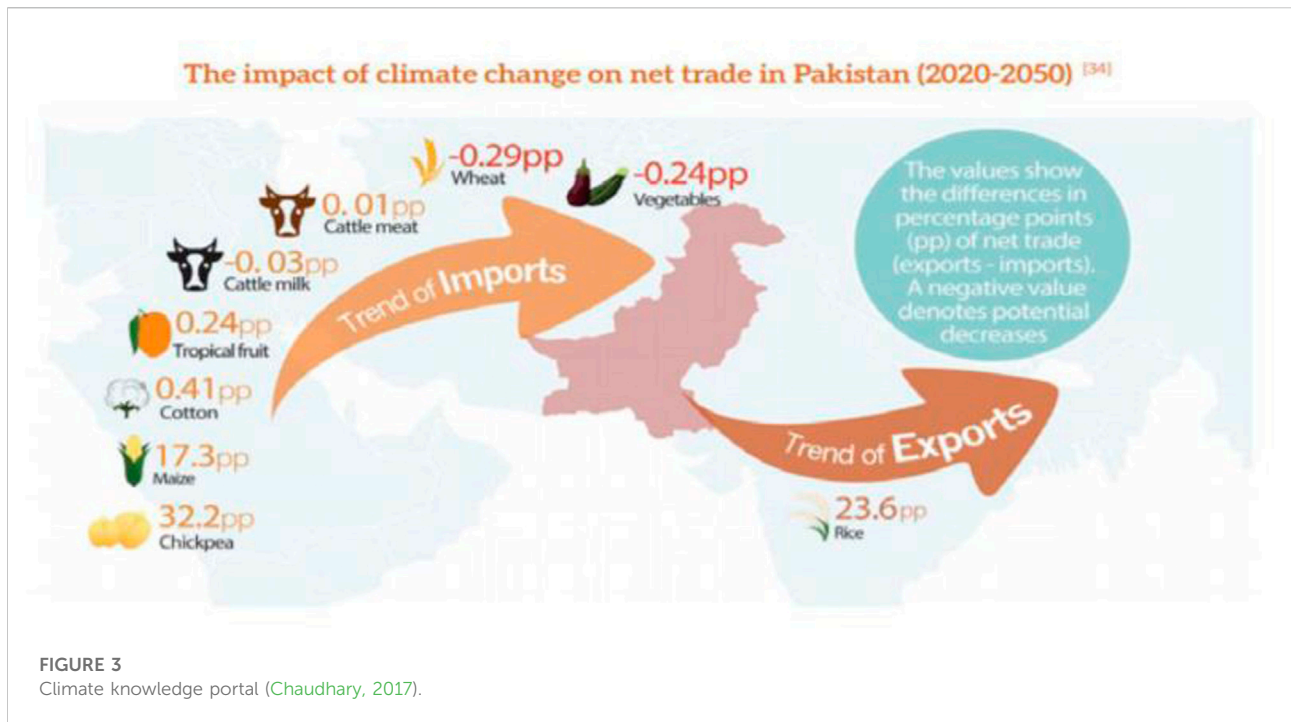 The impact of climate change on net trade in Pakistan (2020-2050) [34]
-0.29pp
Wheat
-0.24pp
Vegetables
0. 01pp
Cattle meat
-0. 03pp
Cattle milk
0.24pp
Tropical fruit
0.41pp
Cotton
17.3pp
Maize
32.2pp
Chickpea
Trend of Imports
The values show
the differences in
percentage points
(pp) of net trade
(exports - imports).
A negative value
denotes potential
decreases
Trend of Exports
23.6pp
Rice
FIGURE 3
Climate knowledge portal (Chaudhary, 2017).